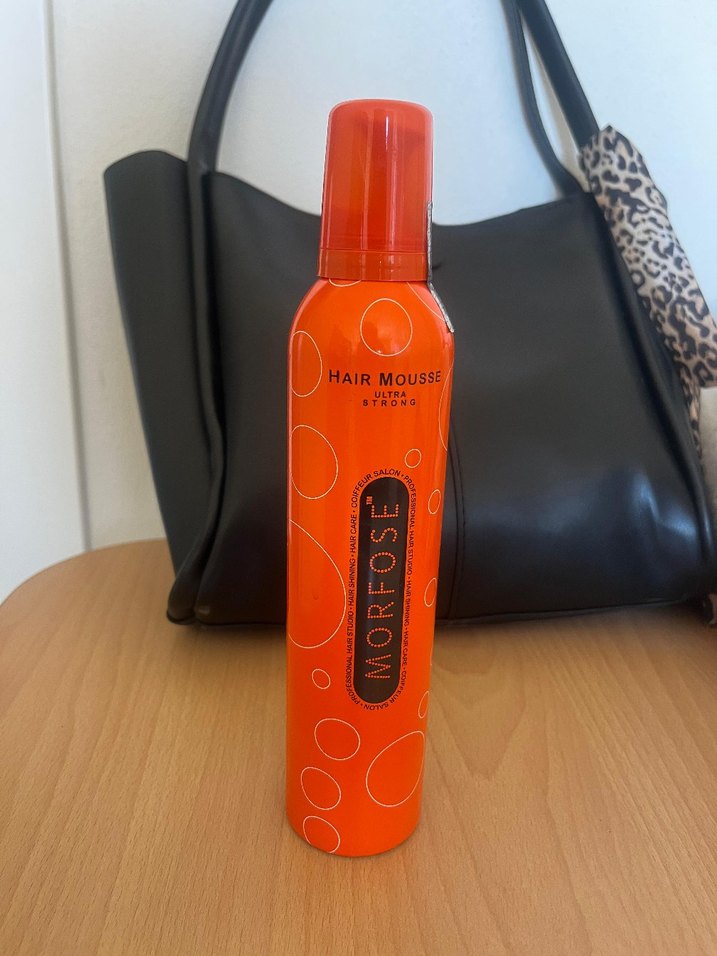 HAIR MOUSSE
ULTRA
STRONG
MORFOSE™
PROFESSIONAL HAIR STUDIO • HAIR SHINING • HAIR CARE • COIFFEUR SALON • PROFESSIONAL HAIR STUDIO • HAIR SHINING • HAIR CARE • COIFFEUR SALON •